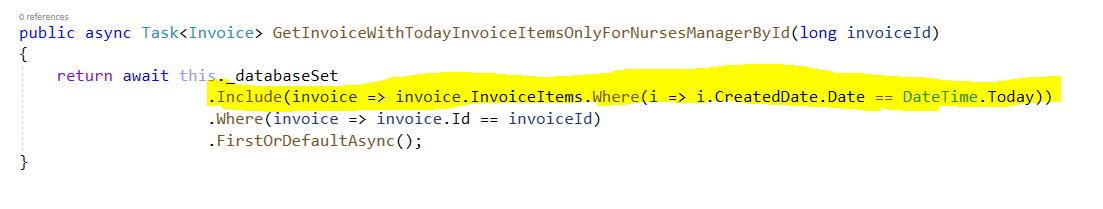 0 references
public async Task<Invoice> GetInvoiceWithTodayInvoiceItemsOnlyForNursesManagerById(long invoiceId)
{
return await this._databaseSet
.Include(invoice => invoice.InvoiceItems.Where(i => i.CreatedDate.Date == DateTime.Today))
.Where(invoice => invoice.Id == invoiceId)
.FirstOrDefaultAsync();
}